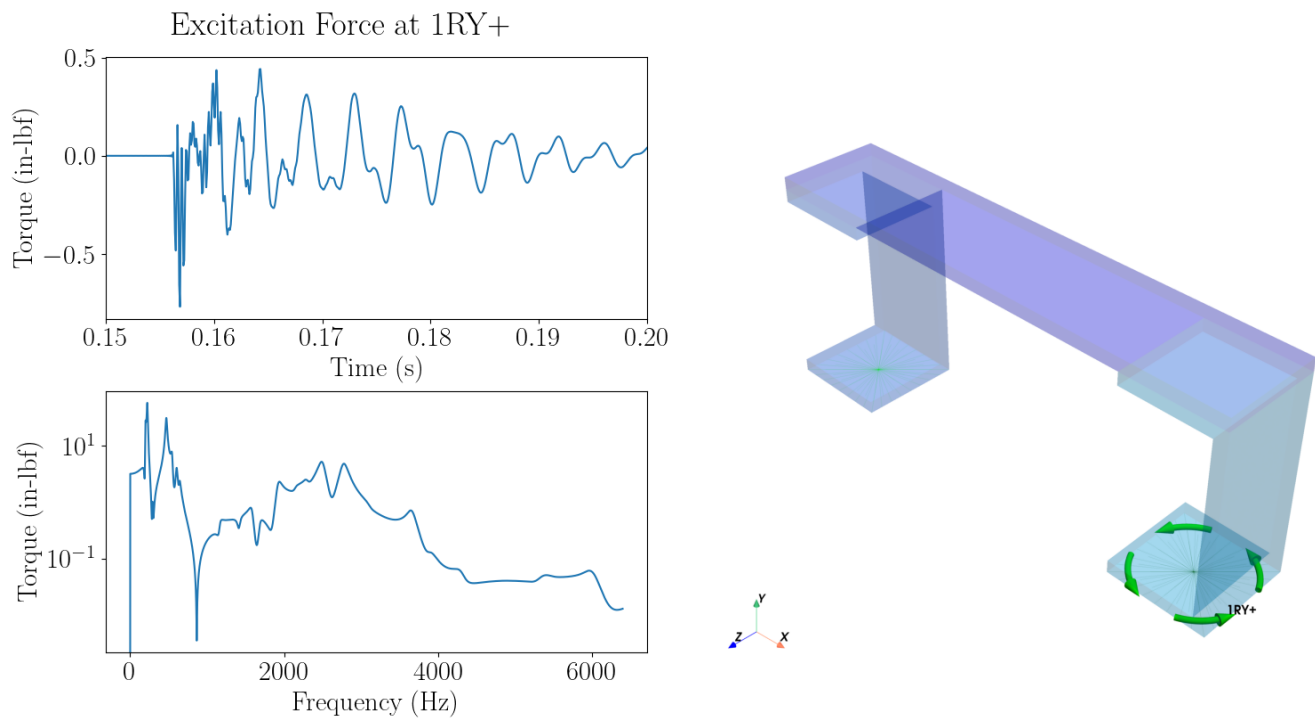 Excitation Force at 1RY+
Torque (in-lbf)
0.5
0.0
−0.5
0.15 0.16 0.17 0.18 0.19 0.20
Time (s)
Torque (in-lbf)
10^1
10^−1
0 2000 4000 6000
Frequency (Hz)
1RY+
Y
Z X